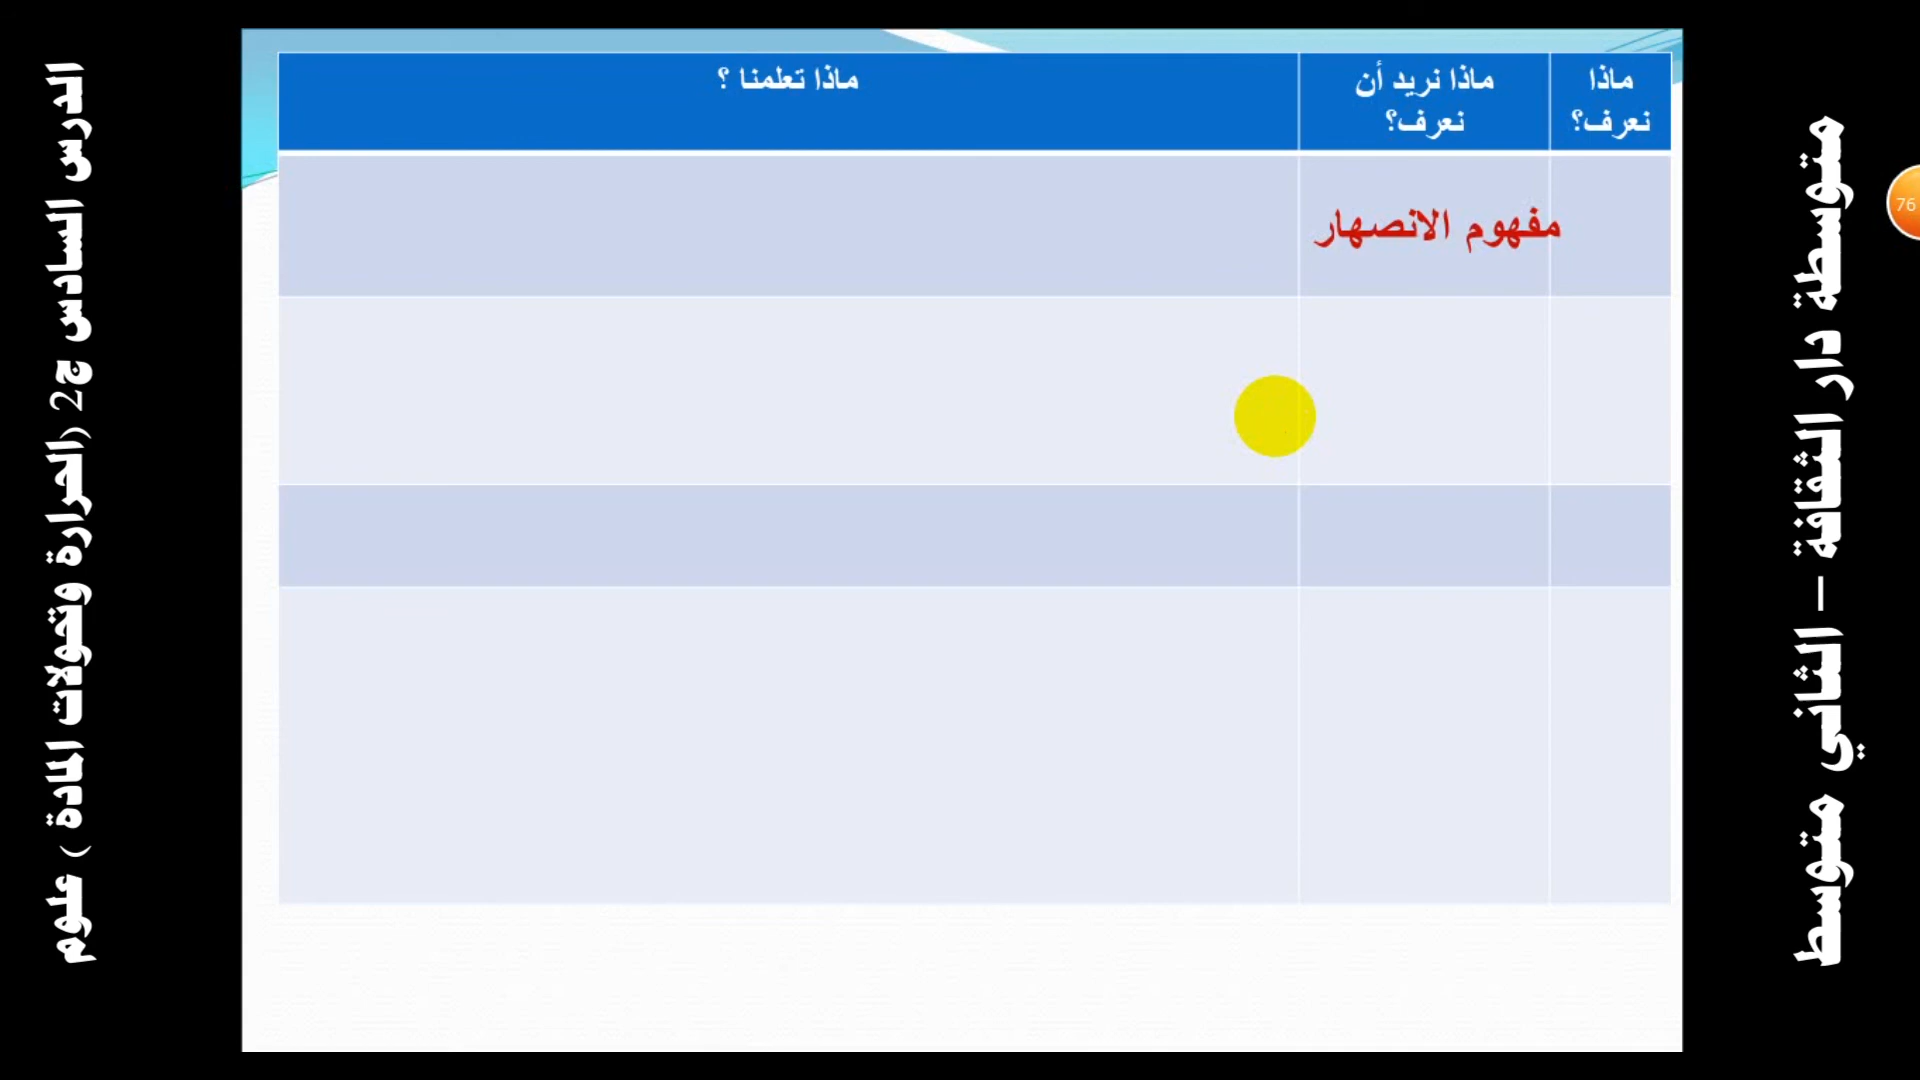 ماذا نعرف؟
ماذا نريد أن نعرف؟
ماذا تعلمنا ؟
مفهوم الانصهار
متوسطة دار الثقافة – الثاني متوسط
الدرس السادس ج2 (الحرارة وتحولات المادة ) علوم
76